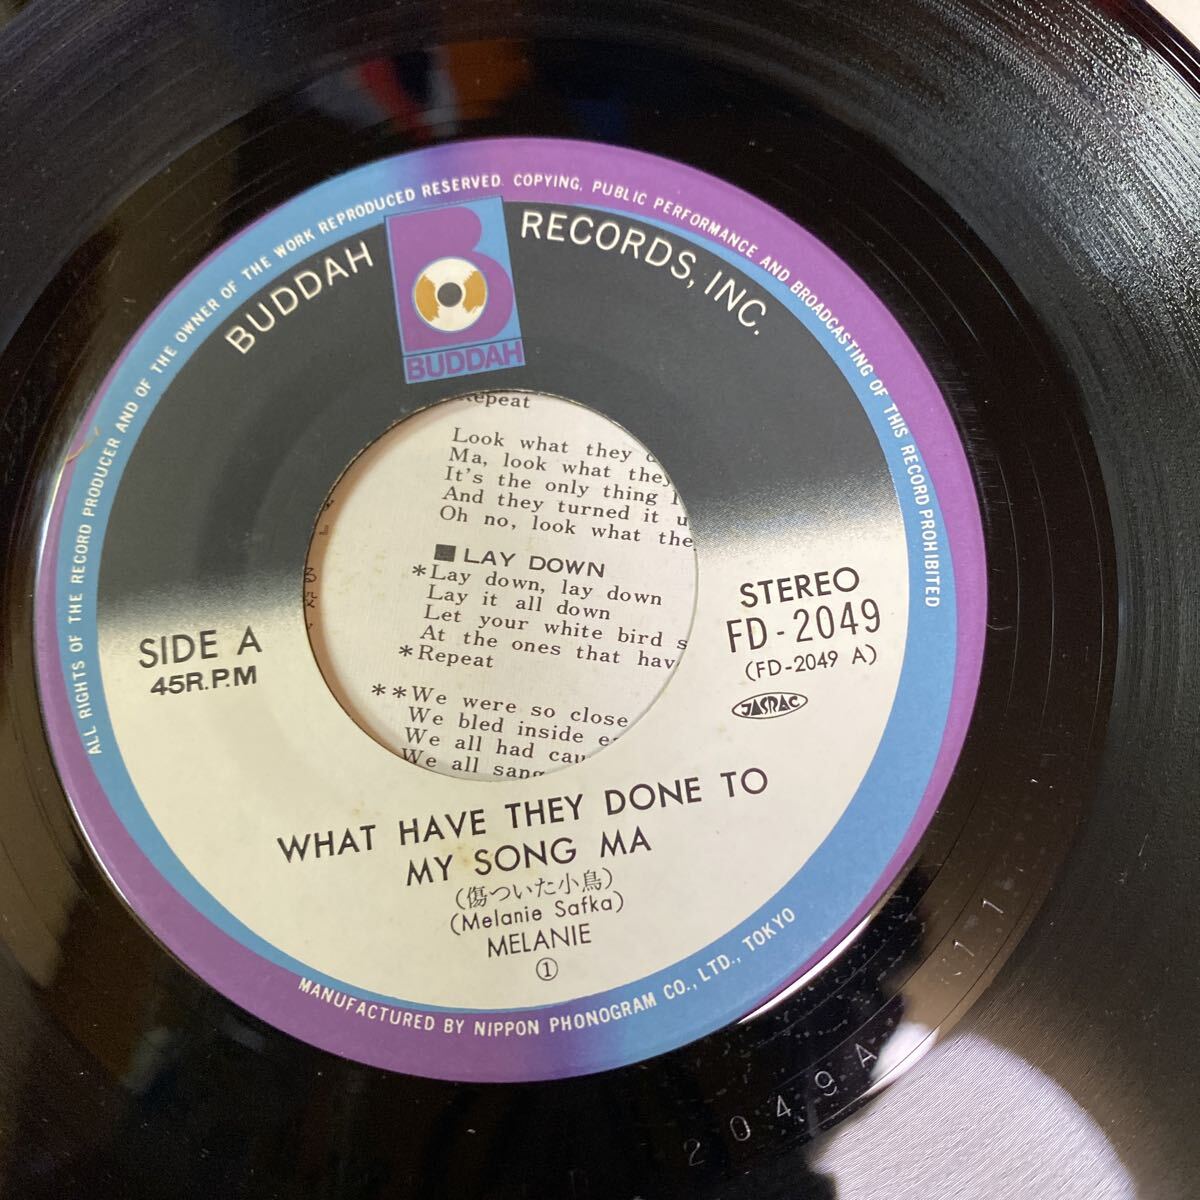 ALL RIGHTS OF THE RECORD PRODUCER AND OF THE OWNER OF THE WORK REPRODUCED RESERVED. COPYING, PUBLIC PERFORMANCE AND BROADCASTING OF THIS RECORD PROHIBITED
BUDDAH B RECORDS, INC.
BUDDAH
Repeat
Look what they
Ma, look what they
It's the only thing I
And they turned it
Oh no, look what the
■LAY DOWN
*Lay down, lay down
Lay it all down
Let your white bird
At the ones that hav
*Repeat
**We were so close
We bled inside
We all had
We all sang
SIDE A
45R.P.M
STEREO
FD-2049
(FD-2049 A)
JASRAC
WHAT HAVE THEY DONE TO
MY SONG MA
(傷ついた小鳥)
(Melanie Safka)
MELANIE
①
MANUFACTURED BY NIPPON PHONOGRAM CO., LTD., TOKYO
2049A 1 1